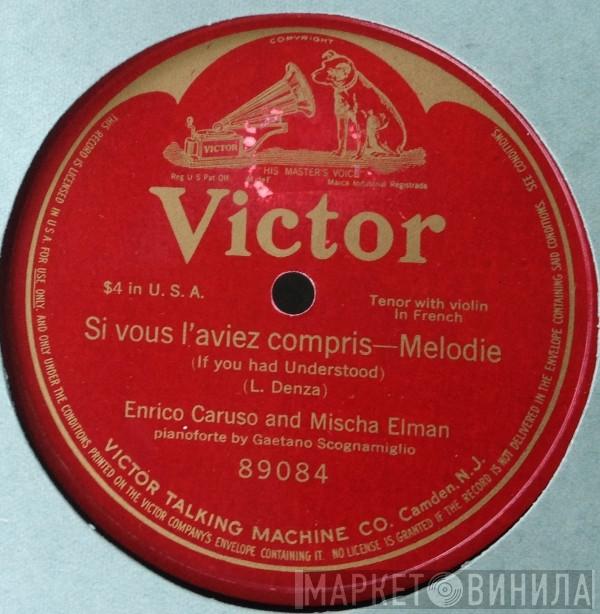 COPYRIGHT
VICTOR
HIS MASTER'S VOICE
Reg U S Pat Off
Marca Industrial Registrada
Victor
$4 in U. S. A.
Tenor with violin
In French
Si vous l'aviez compris—Melodie
(If you had Understood)
(L. Denza)
Enrico Caruso and Mischa Elman
pianoforte by Gaetano Scognamiglio
89084
VICTOR TALKING MACHINE CO. Camden, N. J.
THIS RECORD IS LICENSED IN U S A. FOR USE ONLY, AND ONLY UNDER THE CONDITIONS PRINTED ON THE VICTOR COMPANY'S ENVELOPE CONTAINING IT. NO LICENSE IS GRANTED IF THE RECORD IS NOT DELIVERED IN THE ENVELOPE CONTAINING SAID CONDITIONS. SEE CONDITIONS.
МАРКЕТ ВИНИЛА